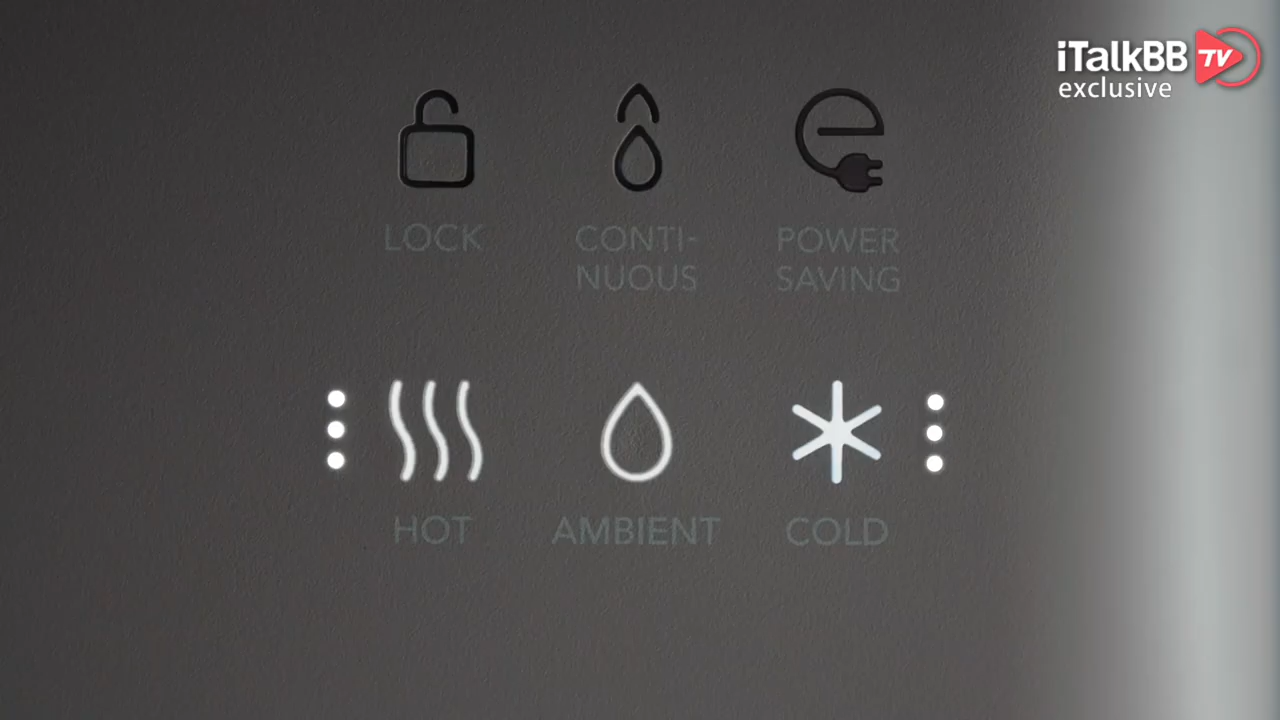 iTalkBB TV
exclusive
LOCK
CONTI-
NUOUS
POWER
SAVING
HOT
AMBIENT
COLD